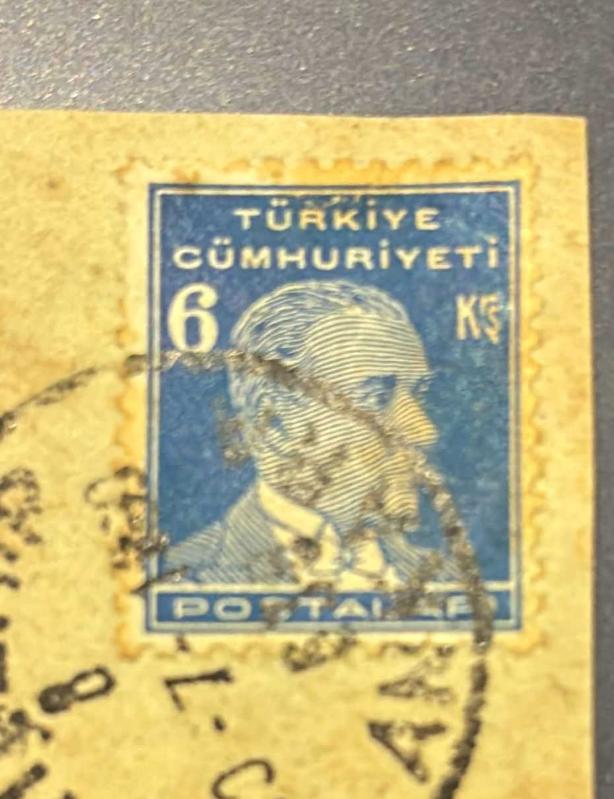 TÜRKİYE
CÜMHURİYETİ
6 Kş
POSTALARI